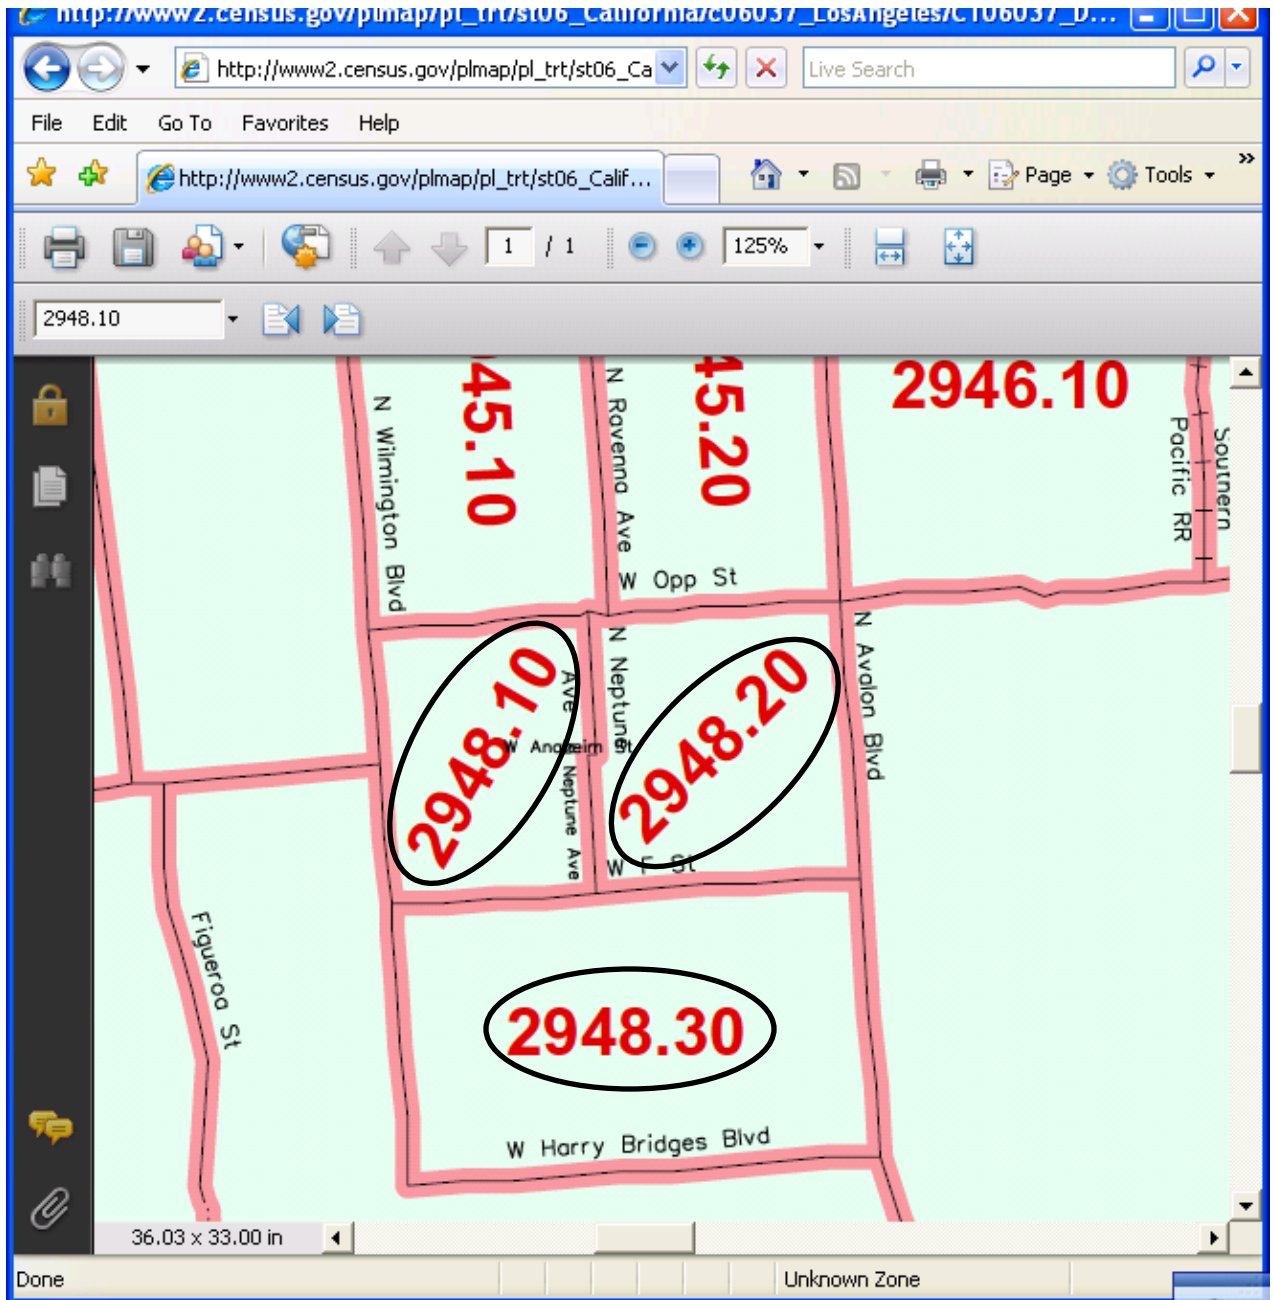 http://www2.census.gov/plmap/pl_trt/st06_California/c06037_LosAngeles/CT06037_D...
http://www2.census.gov/plmap/pl_trt/st06_Ca
Live Search
File Edit Go To Favorites Help
http://www2.census.gov/plmap/pl_trt/st06_Calif...
Page Tools »
1 / 1 125%
2948.10
45.10
45.20
2946.10
N Wilmington Blvd
N Ravenna Ave
Pacific RR
Southern
W Opp St
N Neptune
Ave
N Avalon Blvd
2948.10
2948.20
W Anaheim St
Neptune Ave
W F St
Figueroa St
2948.30
W Harry Bridges Blvd
36.03 x 33.00 in
Done
Unknown Zone